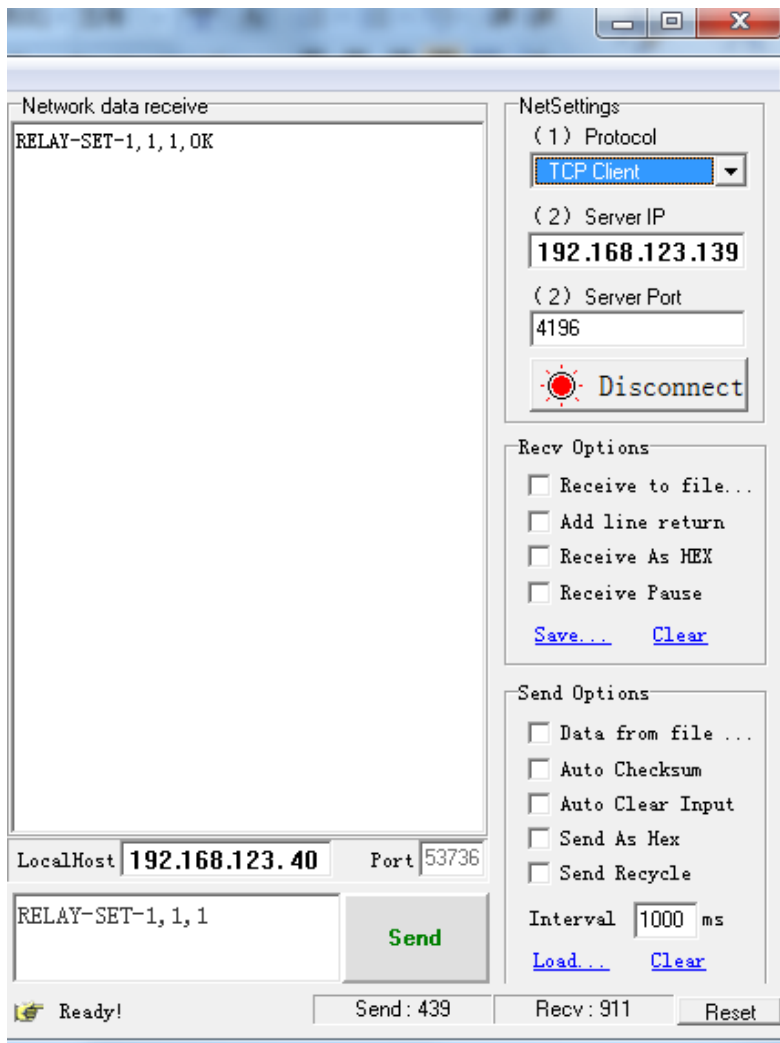 Network data receive
RELAY-SET-1,1,1,OK
NetSettings
(1) Protocol
TCP Client
(2) Server IP
192.168.123.139
(2) Server Port
4196
Disconnect
Recv Options
Receive to file...
Add line return
Receive As HEX
Receive Pause
Save... Clear
Send Options
Data from file ...
Auto Checksum
Auto Clear Input
Send As Hex
Send Recycle
Interval 1000 ms
Load... Clear
LocalHost 192.168.123. 40 Port 53736
RELAY-SET-1,1,1
Send
Ready!
Send : 439
Recv : 911
Reset